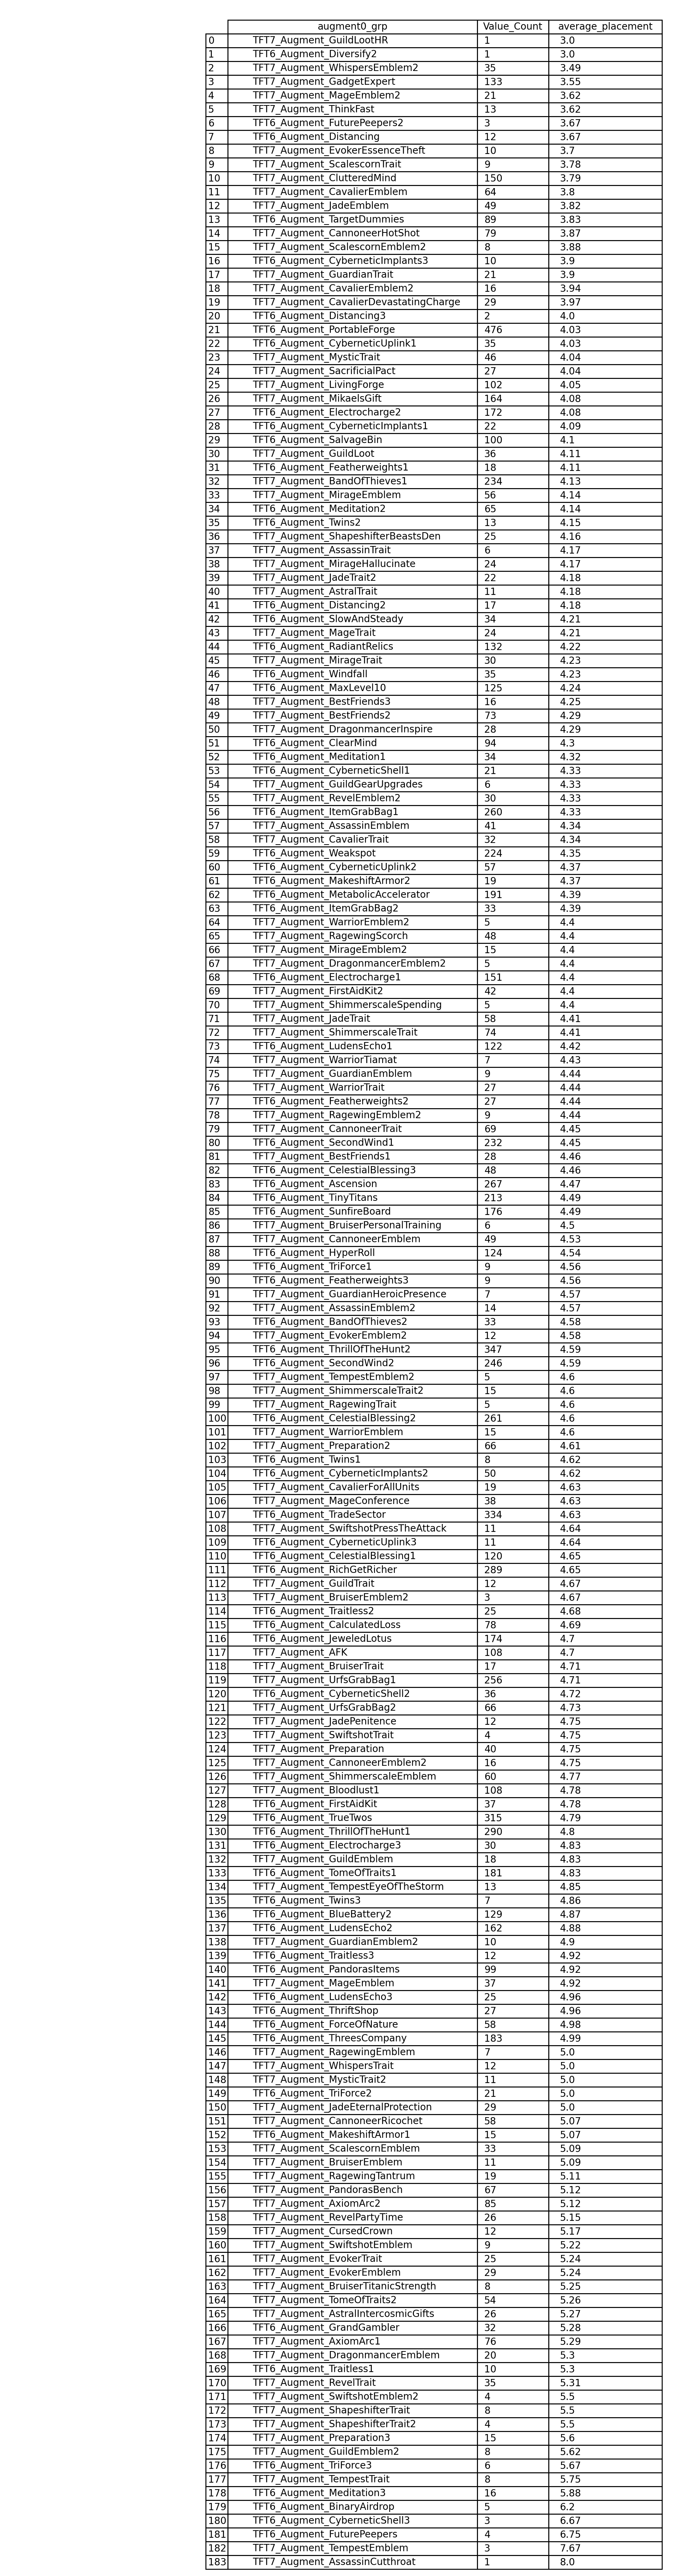 augment0_grp Value_Count average_placement
0 TFT7_Augment_GuildLootHR 1 3.0
1 TFT6_Augment_Diversify2 1 3.0
2 TFT7_Augment_WhispersEmblem2 35 3.49
3 TFT7_Augment_GadgetExpert 133 3.55
4 TFT7_Augment_MageEmblem2 21 3.62
5 TFT7_Augment_ThinkFast 13 3.62
6 TFT6_Augment_FuturePeepers2 3 3.67
7 TFT6_Augment_Distancing 12 3.67
8 TFT7_Augment_EvokerEssenceTheft 10 3.7
9 TFT7_Augment_ScalescornTrait 9 3.78
10 TFT7_Augment_ClutteredMind 150 3.79
11 TFT7_Augment_CavalierEmblem 64 3.8
12 TFT7_Augment_JadeEmblem 49 3.82
13 TFT6_Augment_TargetDummies 89 3.83
14 TFT7_Augment_CannoneerHotShot 79 3.87
15 TFT7_Augment_ScalescornEmblem2 8 3.88
16 TFT6_Augment_CyberneticImplants3 10 3.9
17 TFT7_Augment_GuardianTrait 21 3.9
18 TFT7_Augment_CavalierEmblem2 16 3.94
19 TFT7_Augment_CavalierDevastatingCharge 29 3.97
20 TFT6_Augment_Distancing3 2 4.0
21 TFT6_Augment_PortableForge 476 4.03
22 TFT6_Augment_CyberneticUplink1 35 4.03
23 TFT7_Augment_MysticTrait 46 4.04
24 TFT7_Augment_SacrificialPact 27 4.04
25 TFT7_Augment_LivingForge 102 4.05
26 TFT7_Augment_MikaelsGift 164 4.08
27 TFT6_Augment_Electrocharge2 172 4.08
28 TFT6_Augment_CyberneticImplants1 22 4.09
29 TFT6_Augment_SalvageBin 100 4.1
30 TFT7_Augment_GuildLoot 36 4.11
31 TFT6_Augment_Featherweights1 18 4.11
32 TFT7_Augment_BandOfThieves1 234 4.13
33 TFT7_Augment_MirageEmblem 56 4.14
34 TFT6_Augment_Meditation2 65 4.14
35 TFT6_Augment_Twins2 13 4.15
36 TFT7_Augment_ShapeshifterBeastsDen 25 4.16
37 TFT7_Augment_AssassinTrait 6 4.17
38 TFT7_Augment_MirageHallucinate 24 4.17
39 TFT7_Augment_JadeTrait2 22 4.18
40 TFT7_Augment_AstralTrait 11 4.18
41 TFT6_Augment_Distancing2 17 4.18
42 TFT6_Augment_SlowAndSteady 34 4.21
43 TFT7_Augment_MageTrait 24 4.21
44 TFT6_Augment_RadiantRelics 132 4.22
45 TFT7_Augment_MirageTrait 30 4.23
46 TFT6_Augment_Windfall 35 4.23
47 TFT6_Augment_MaxLevel10 125 4.24
48 TFT7_Augment_BestFriends3 16 4.25
49 TFT7_Augment_BestFriends2 73 4.29
50 TFT7_Augment_DragonmancerInspire 28 4.29
51 TFT6_Augment_ClearMind 94 4.3
52 TFT6_Augment_Meditation1 34 4.32
53 TFT6_Augment_CyberneticShell1 21 4.33
54 TFT7_Augment_GuildGearUpgrades 6 4.33
55 TFT7_Augment_RevelEmblem2 30 4.33
56 TFT6_Augment_ItemGrabBag1 260 4.33
57 TFT7_Augment_AssassinEmblem 41 4.34
58 TFT7_Augment_CavalierTrait 32 4.34
59 TFT6_Augment_Weakspot 224 4.35
60 TFT6_Augment_CyberneticUplink2 57 4.37
61 TFT6_Augment_MakeshiftArmor2 19 4.37
62 TFT6_Augment_MetabolicAccelerator 191 4.39
63 TFT6_Augment_ItemGrabBag2 33 4.39
64 TFT7_Augment_WarriorEmblem2 5 4.4
65 TFT7_Augment_RagewingScorch 48 4.4
66 TFT7_Augment_MirageEmblem2 15 4.4
67 TFT7_Augment_DragonmancerEmblem2 5 4.4
68 TFT6_Augment_Electrocharge1 151 4.4
69 TFT7_Augment_FirstAidKit2 42 4.4
70 TFT7_Augment_ShimmerscaleSpending 5 4.4
71 TFT7_Augment_JadeTrait 58 4.41
72 TFT7_Augment_ShimmerscaleTrait 74 4.41
73 TFT6_Augment_LudensEcho1 122 4.42
74 TFT7_Augment_WarriorTiamat 7 4.43
75 TFT7_Augment_GuardianEmblem 9 4.44
76 TFT7_Augment_WarriorTrait 27 4.44
77 TFT6_Augment_Featherweights2 27 4.44
78 TFT7_Augment_RagewingEmblem2 9 4.44
79 TFT7_Augment_CannoneerTrait 69 4.45
80 TFT6_Augment_SecondWind1 232 4.45
81 TFT7_Augment_BestFriends1 28 4.46
82 TFT6_Augment_CelestialBlessing3 48 4.46
83 TFT6_Augment_Ascension 267 4.47
84 TFT6_Augment_TinyTitans 213 4.49
85 TFT6_Augment_SunfireBoard 176 4.49
86 TFT7_Augment_BruiserPersonalTraining 6 4.5
87 TFT7_Augment_CannoneerEmblem 49 4.53
88 TFT6_Augment_HyperRoll 124 4.54
89 TFT6_Augment_TriForce1 9 4.56
90 TFT6_Augment_Featherweights3 9 4.56
91 TFT7_Augment_GuardianHeroicPresence 7 4.57
92 TFT7_Augment_AssassinEmblem2 14 4.57
93 TFT7_Augment_BandOfThieves2 33 4.58
94 TFT7_Augment_EvokerEmblem2 12 4.58
95 TFT6_Augment_ThrillOfTheHunt2 347 4.59
96 TFT6_Augment_SecondWind2 246 4.59
97 TFT7_Augment_TempestEmblem2 5 4.6
98 TFT7_Augment_ShimmerscaleTrait2 15 4.6
99 TFT7_Augment_RagewingTrait 5 4.6
100 TFT6_Augment_CelestialBlessing2 261 4.6
101 TFT7_Augment_WarriorEmblem 15 4.6
102 TFT7_Augment_Preparation2 66 4.61
103 TFT6_Augment_Twins1 8 4.62
104 TFT6_Augment_CyberneticImplants2 50 4.62
105 TFT7_Augment_CavalierForAllUnits 19 4.63
106 TFT7_Augment_MageConference 38 4.63
107 TFT6_Augment_TradeSector 334 4.63
108 TFT7_Augment_SwiftshotPressTheAttack 11 4.64
109 TFT6_Augment_CyberneticUplink3 11 4.64
110 TFT6_Augment_CelestialBlessing1 120 4.65
111 TFT6_Augment_RichGetRicher 289 4.65
112 TFT7_Augment_GuildTrait 12 4.67
113 TFT7_Augment_BruiserEmblem2 3 4.67
114 TFT6_Augment_Traitless2 25 4.68
115 TFT6_Augment_CalculatedLoss 78 4.69
116 TFT6_Augment_JeweledLotus 174 4.7
117 TFT7_Augment_AFK 108 4.7
118 TFT7_Augment_BruiserTrait 17 4.71
119 TFT7_Augment_UrfsGrabBag1 256 4.71
120 TFT6_Augment_CyberneticShell2 36 4.72
121 TFT7_Augment_UrfsGrabBag2 66 4.73
122 TFT7_Augment_JadePenitence 12 4.75
123 TFT7_Augment_SwiftshotTrait 4 4.75
124 TFT7_Augment_Preparation 40 4.75
125 TFT7_Augment_CannoneerEmblem2 16 4.75
126 TFT7_Augment_ShimmerscaleEmblem 60 4.77
127 TFT7_Augment_Bloodlust1 108 4.78
128 TFT6_Augment_FirstAidKit 37 4.78
129 TFT6_Augment_TrueTwos 315 4.79
130 TFT6_Augment_ThrillOfTheHunt1 290 4.8
131 TFT6_Augment_Electrocharge3 30 4.83
132 TFT7_Augment_GuildEmblem 18 4.83
133 TFT6_Augment_TomeOfTraits1 181 4.83
134 TFT7_Augment_TempestEyeOfTheStorm 13 4.85
135 TFT6_Augment_Twins3 7 4.86
136 TFT6_Augment_BlueBattery2 129 4.87
137 TFT6_Augment_LudensEcho2 162 4.88
138 TFT7_Augment_GuardianEmblem2 10 4.9
139 TFT6_Augment_Traitless3 12 4.92
140 TFT6_Augment_PandorasItems 99 4.92
141 TFT7_Augment_MageEmblem 37 4.92
142 TFT6_Augment_LudensEcho3 25 4.96
143 TFT6_Augment_ThriftShop 27 4.96
144 TFT6_Augment_ForceOfNature 58 4.98
145 TFT6_Augment_ThreesCompany 183 4.99
146 TFT7_Augment_RagewingEmblem 7 5.0
147 TFT7_Augment_WhispersTrait 12 5.0
148 TFT7_Augment_MysticTrait2 11 5.0
149 TFT6_Augment_TriForce2 21 5.0
150 TFT7_Augment_JadeEternalProtection 29 5.0
151 TFT7_Augment_CannoneerRicochet 58 5.07
152 TFT6_Augment_MakeshiftArmor1 15 5.07
153 TFT7_Augment_ScalescornEmblem 33 5.09
154 TFT7_Augment_BruiserEmblem 11 5.09
155 TFT7_Augment_RagewingTantrum 19 5.11
156 TFT7_Augment_PandorasBench 67 5.12
157 TFT7_Augment_AxiomArc2 85 5.12
158 TFT7_Augment_RevelPartyTime 26 5.15
159 TFT7_Augment_CursedCrown 12 5.17
160 TFT7_Augment_SwiftshotEmblem 9 5.22
161 TFT7_Augment_EvokerTrait 25 5.24
162 TFT7_Augment_EvokerEmblem 29 5.24
163 TFT7_Augment_BruiserTitanicStrength 8 5.25
164 TFT7_Augment_TomeOfTraits2 54 5.26
165 TFT7_Augment_AstralIntercosmicGifts 26 5.27
166 TFT6_Augment_GrandGambler 32 5.28
167 TFT7_Augment_AxiomArc1 76 5.29
168 TFT7_Augment_DragonmancerEmblem 20 5.3
169 TFT6_Augment_Traitless1 10 5.3
170 TFT7_Augment_RevelTrait 35 5.31
171 TFT7_Augment_SwiftshotEmblem2 4 5.5
172 TFT7_Augment_ShapeshifterTrait 8 5.5
173 TFT7_Augment_ShapeshifterTrait2 4 5.5
174 TFT7_Augment_Preparation3 15 5.6
175 TFT7_Augment_GuildEmblem2 8 5.62
176 TFT6_Augment_TriForce3 6 5.67
177 TFT7_Augment_TempestTrait 8 5.75
178 TFT6_Augment_Meditation3 16 5.88
179 TFT6_Augment_BinaryAirdrop 5 6.2
180 TFT6_Augment_CyberneticShell3 3 6.67
181 TFT7_Augment_FuturePeepers 4 6.75
182 TFT7_Augment_TempestEmblem 3 7.67
183 TFT7_Augment_AssassinCutthroat 1 8.0